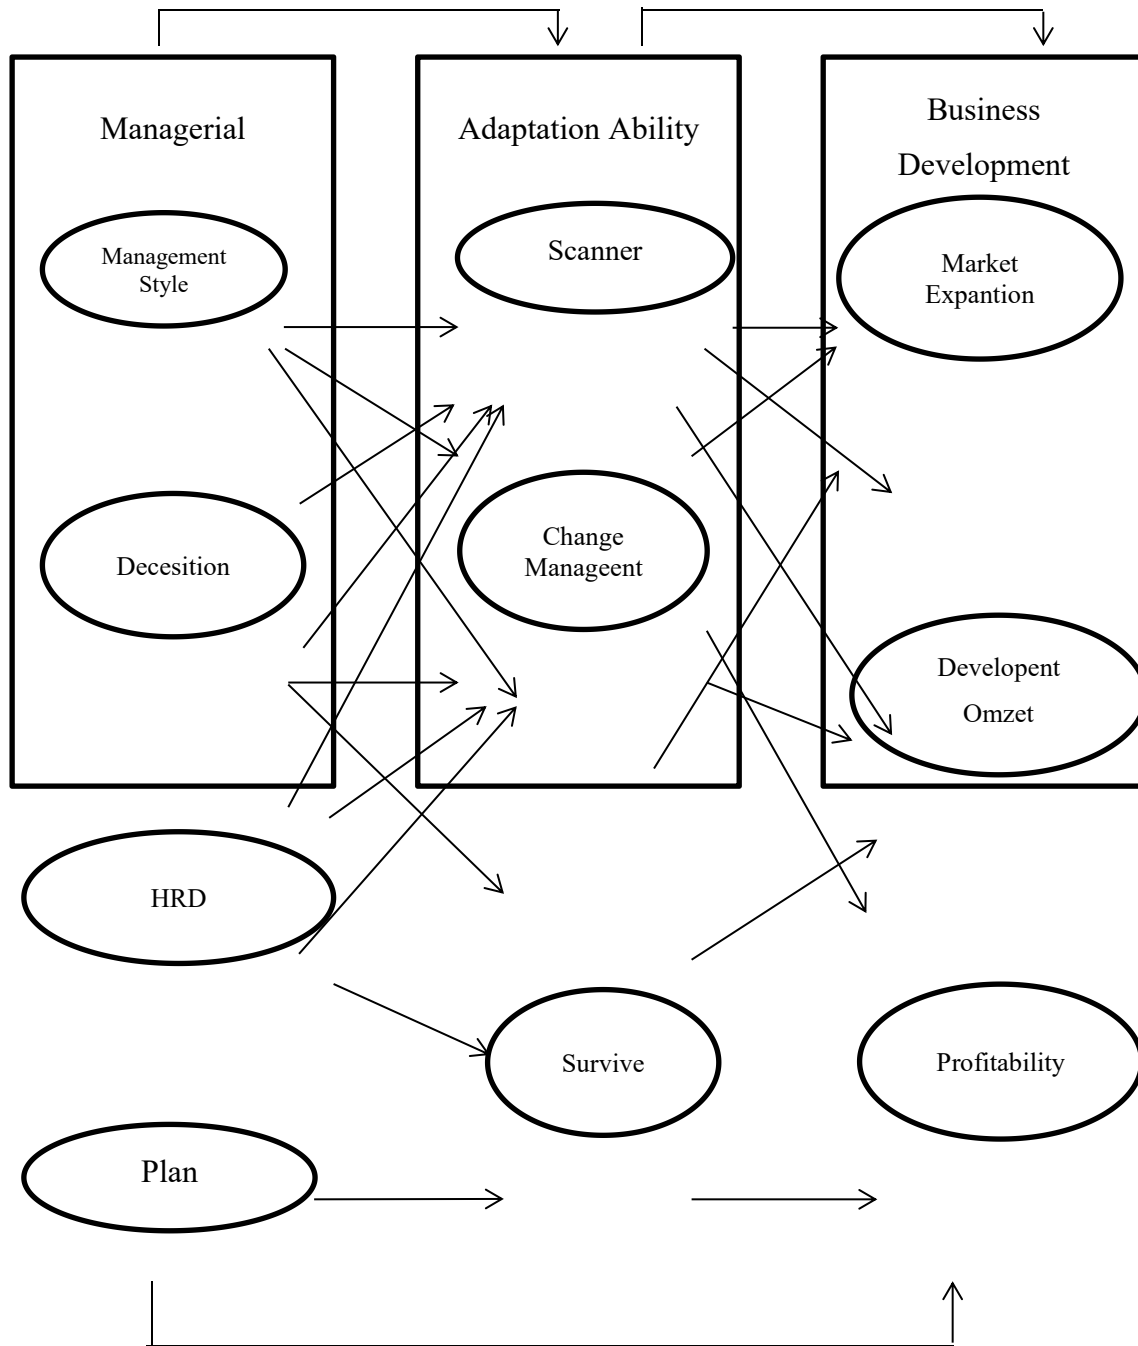 Managerial
Adaptation Ability
Business
Development
Management
Style
Scanner
Market
Expantion
Decesition
Change
Manageent
Developent
Omzet
HRD
Survive
Profitability
Plan